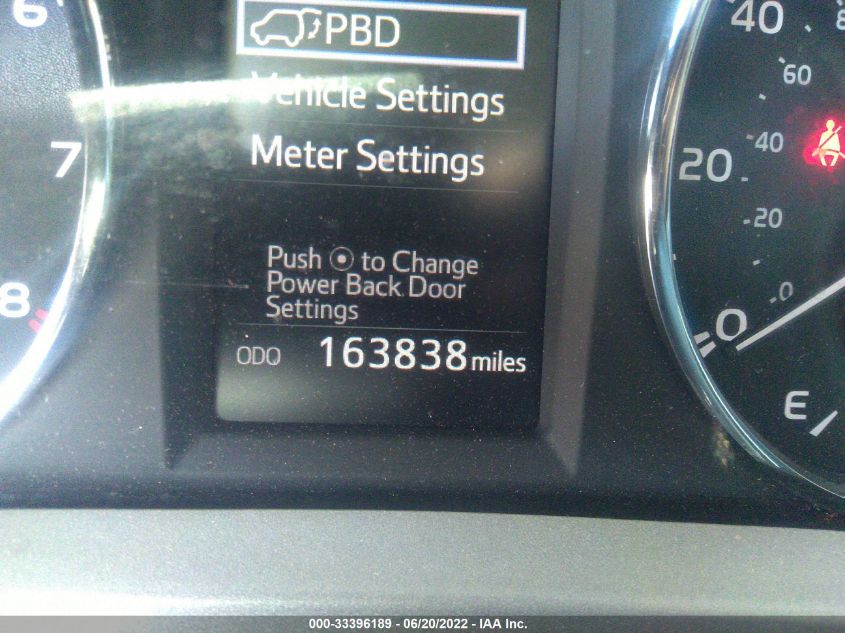 6
7
8
PBD
Vehicle Settings
Meter Settings
Push to Change
Power Back Door
Settings
ODO 163838 miles
40
60
20
40
20
0
0
E
000-33396189 - 06/20/2022 - IAA Inc.